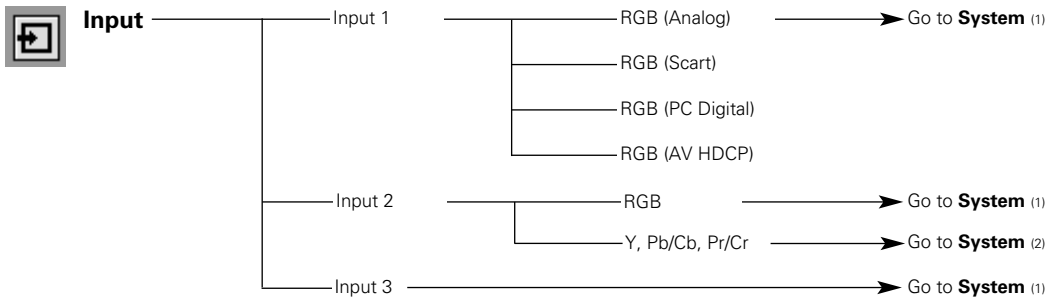 Input Input 1 RGB (Analog) Go to System (1)
RGB (Scart)
RGB (PC Digital)
RGB (AV HDCP)
Input 2 RGB Go to System (1)
Y, Pb/Cb, Pr/Cr Go to System (2)
Input 3 Go to System (1)